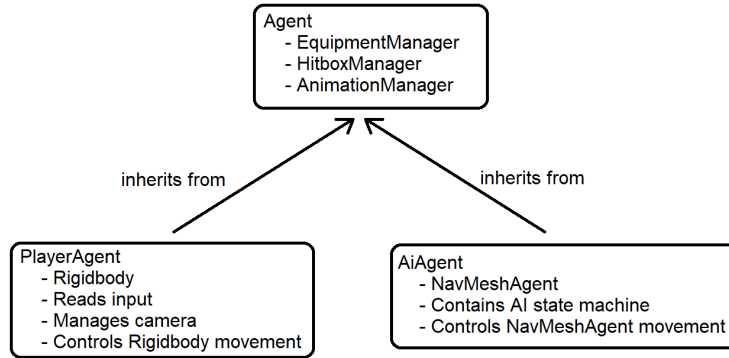 Agent
- EquipmentManager
- HitboxManager
- AnimationManager
inherits from
inherits from
PlayerAgent
- Rigidbody
- Reads input
- Manages camera
- Controls Rigidbody movement
AiAgent
- NavMeshAgent
- Contains AI state machine
- Controls NavMeshAgent movement